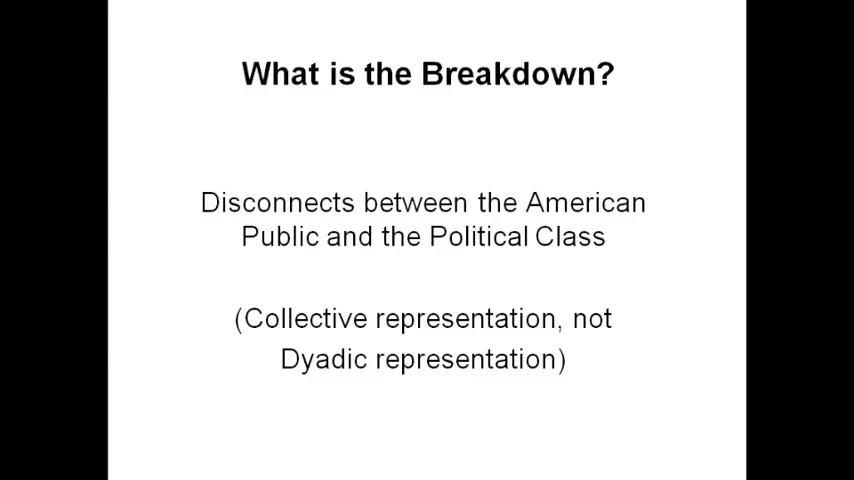 What is the Breakdown?
Disconnects between the American
Public and the Political Class
(Collective representation, not
Dyadic representation)